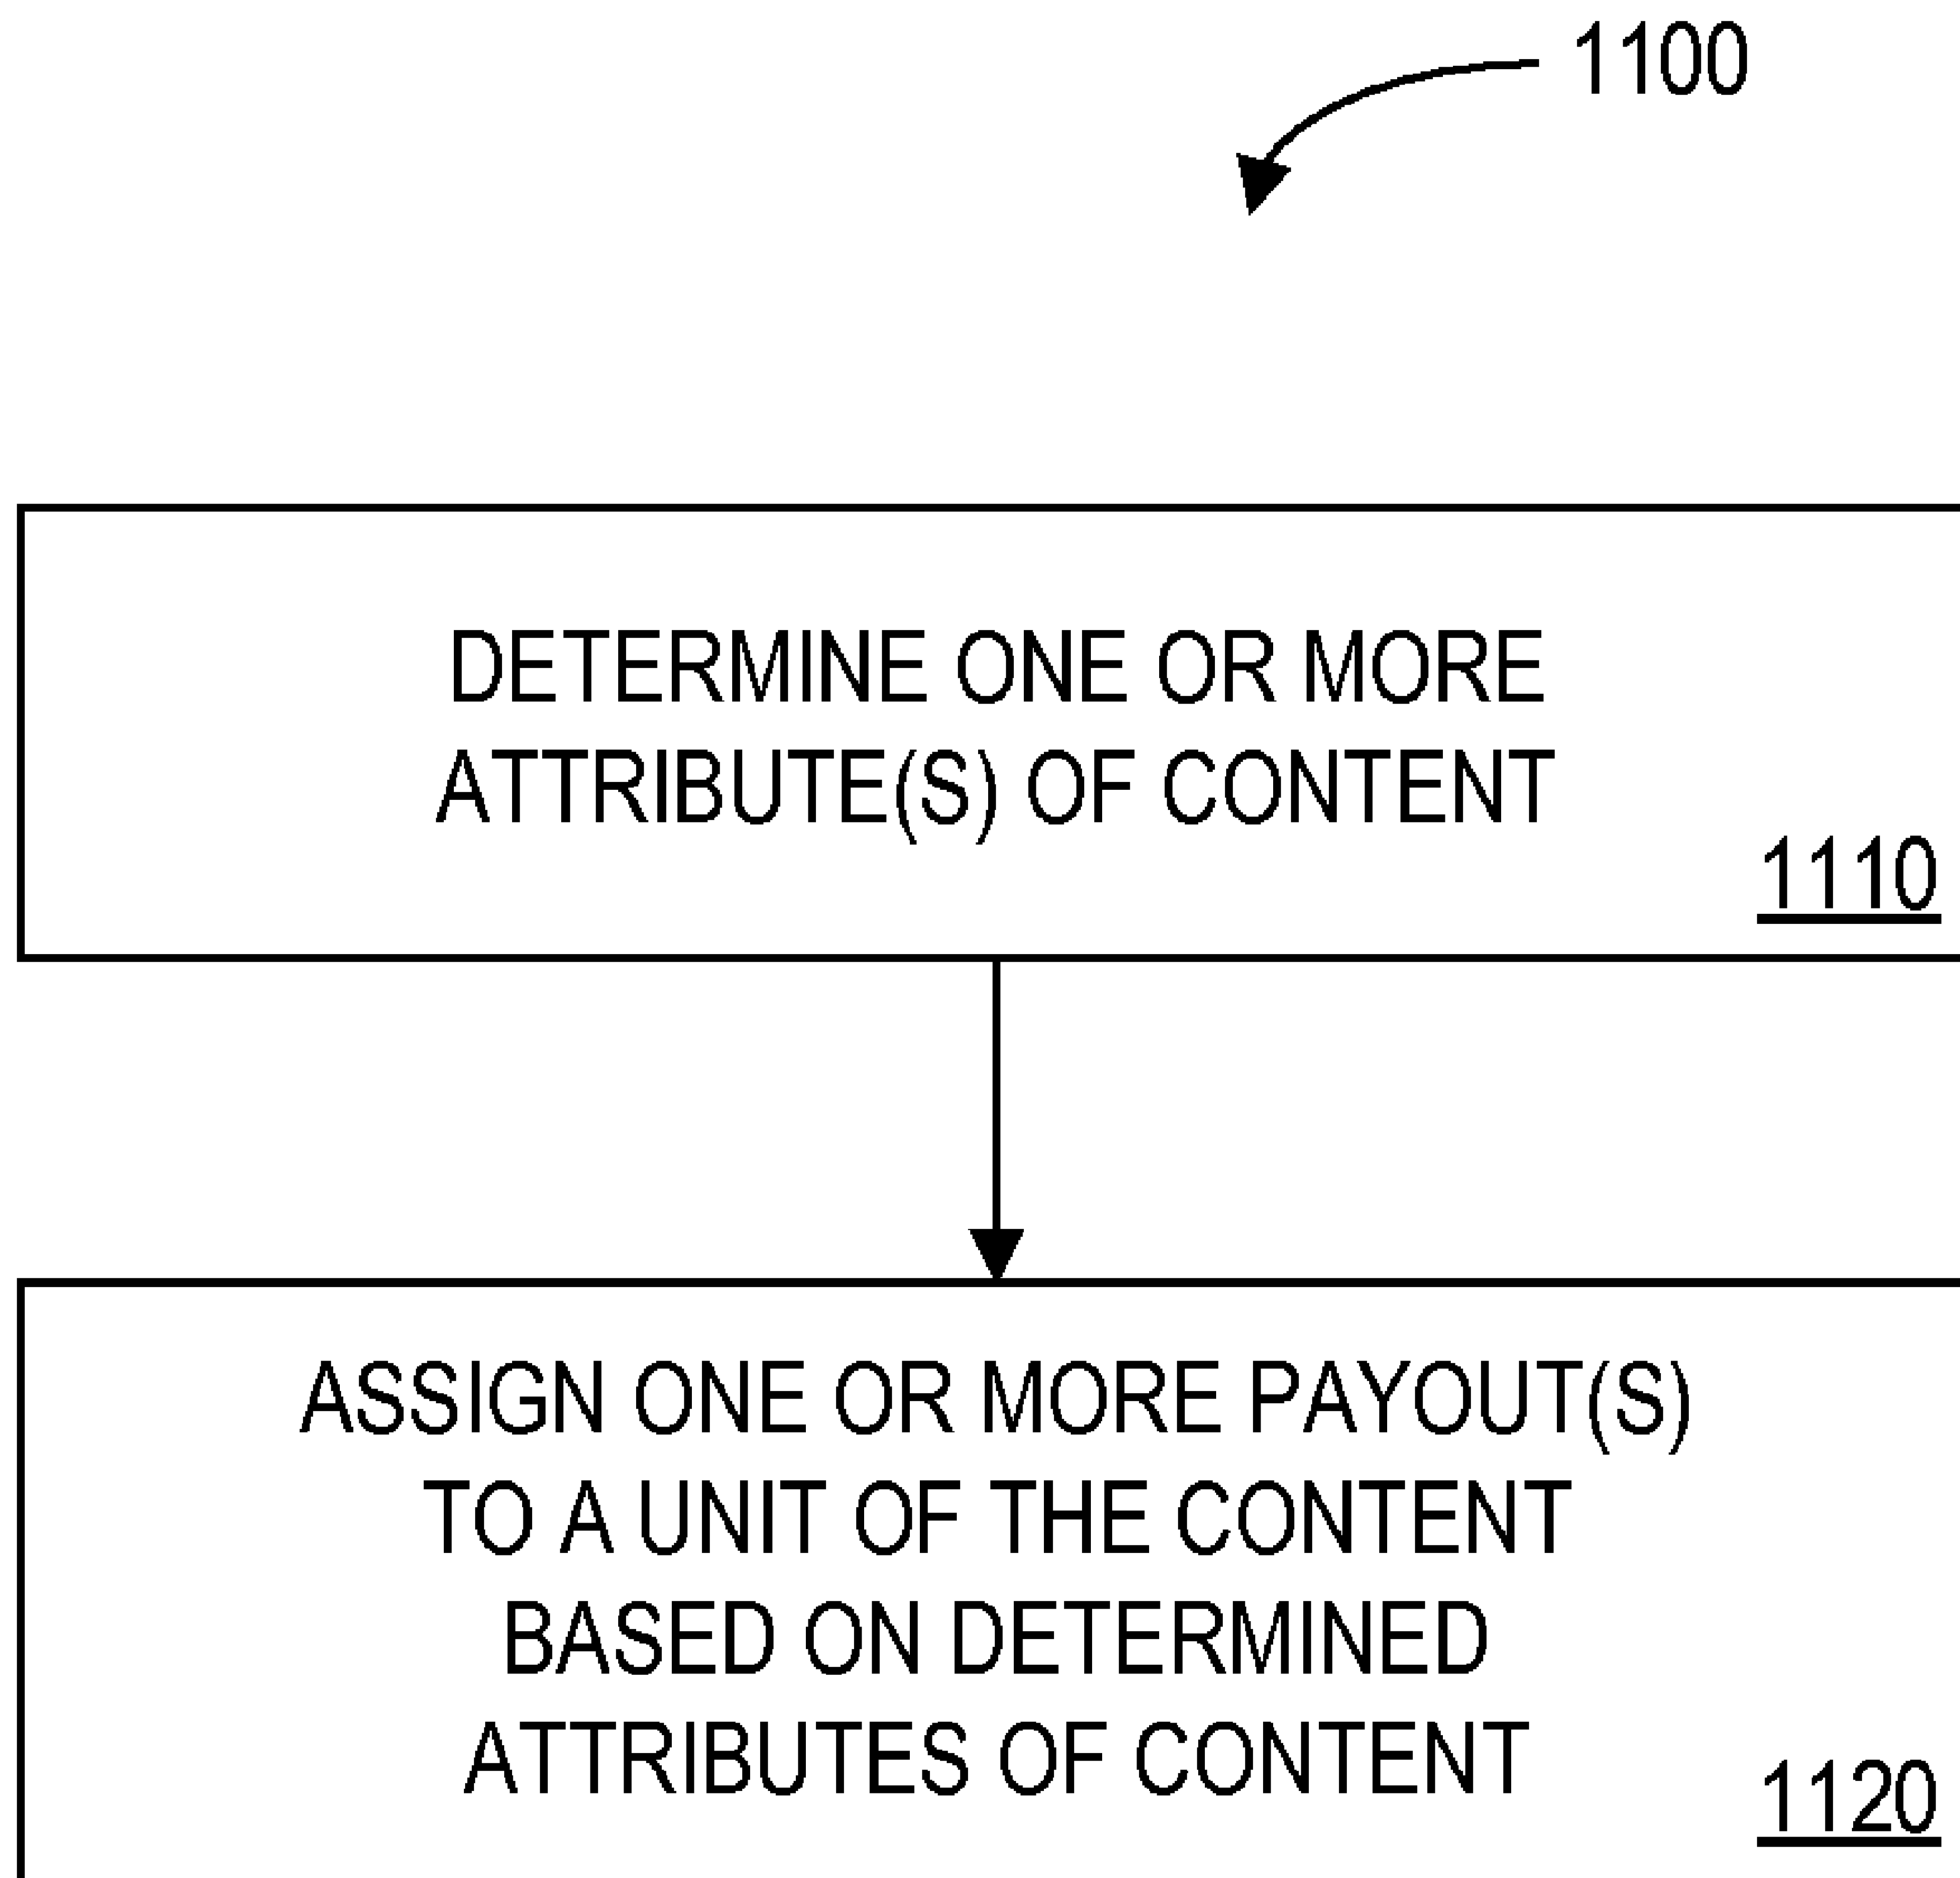 1100
DETERMINE ONE OR MORE
ATTRIBUTE(S) OF CONTENT
1110
ASSIGN ONE OR MORE PAYOUT(S)
TO A UNIT OF THE CONTENT
BASED ON DETERMINED
ATTRIBUTES OF CONTENT
1120